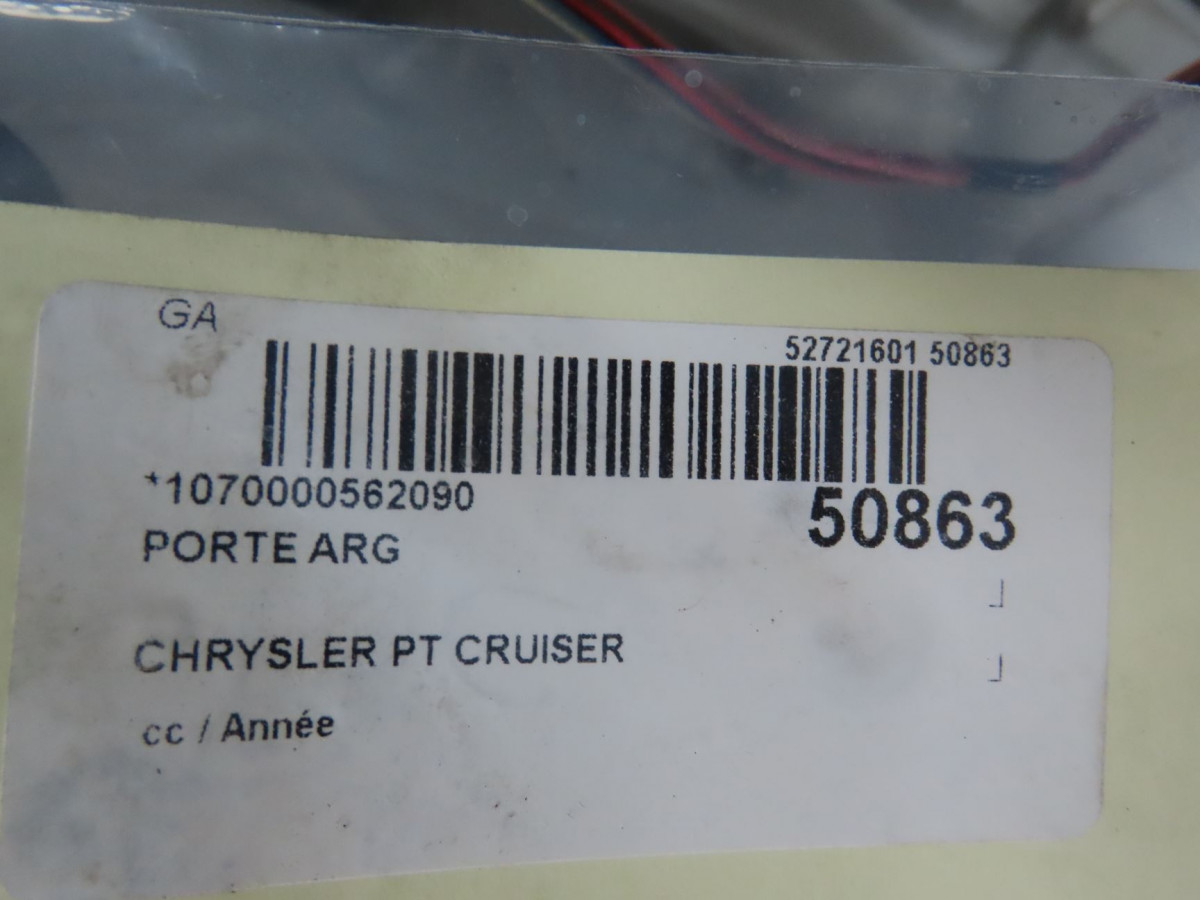 GA
52721601 50863
*1070000562090
50863
PORTE ARG
CHRYSLER PT CRUISER
cc / Année